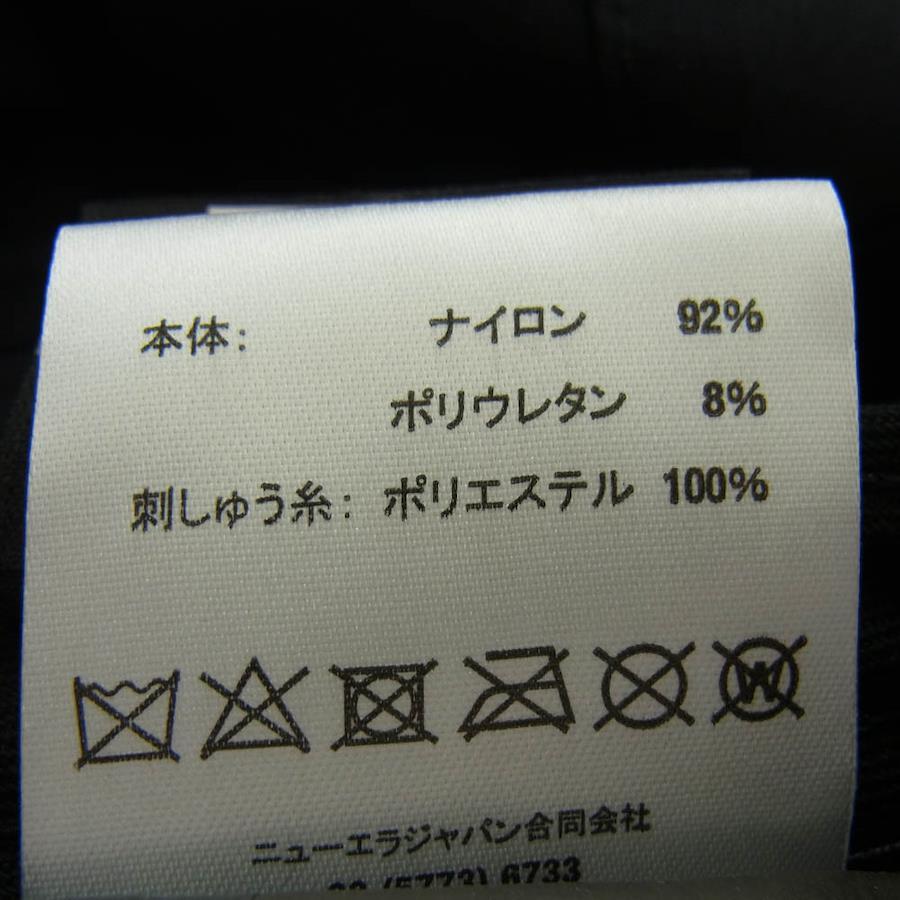 本体: ナイロン 92%
ポリウレタン 8%
刺しゅう糸: ポリエステル 100%
W
ニューエラジャパン合同会社
(5773) 6733